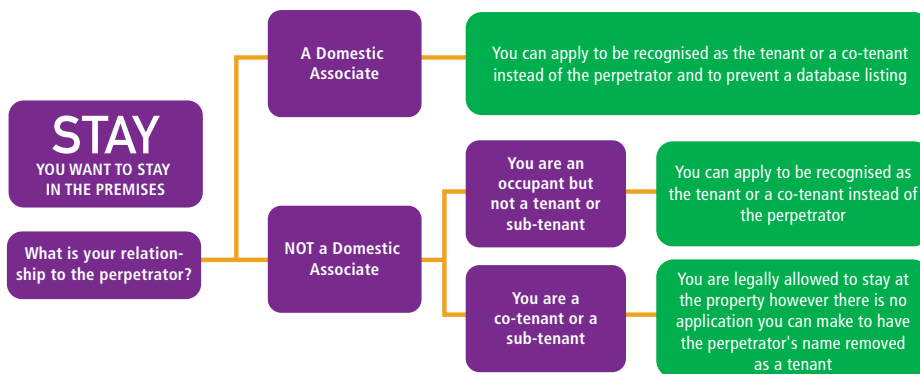 A Domestic
Associate
You can apply to be recognised as the tenant or a co-tenant
instead of the perpetrator and to prevent a database listing
STAY
YOU WANT TO STAY
IN THE PREMISES
What is your relation-
ship to the perpetrator?
NOT a Domestic
Associate
You are an
occupant but
not a tenant or
sub-tenant
You can apply to be recognised as
the tenant or a co-tenant instead of
the perpetrator
You are a
co-tenant or a
sub-tenant
You are legally allowed to stay at
the property however there is no
application you can make to have
the perpetrator's name removed
as a tenant